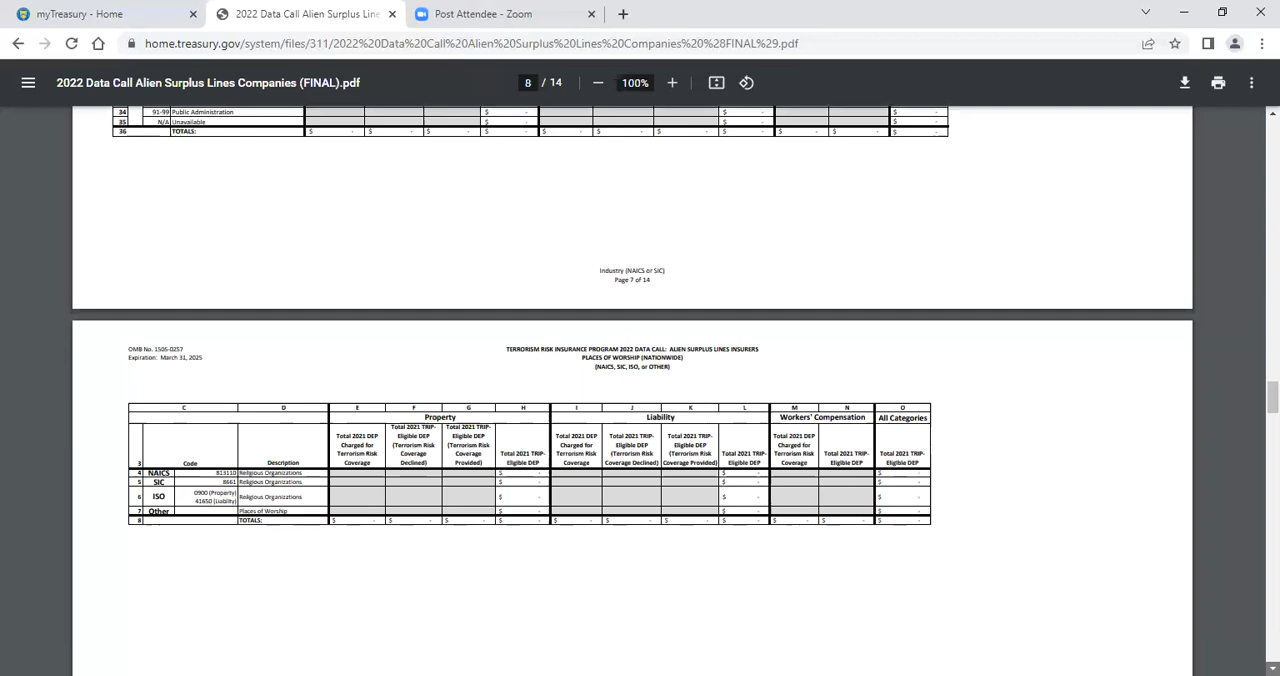 myTreasury - Home
2022 Data Call Alien Surplus Line
Post Attendee - Zoom
home.treasury.gov/system/files/311/2022%20Data%20Call%20Alien%20Surplus%20Lines%20Companies%20%28FINAL%29.pdf
2022 Data Call Alien Surplus Lines Companies (FINAL).pdf
8 / 14
100%
34 91-99 Public Administration $ - $ - $ -
35 N/A Unavailable $ - $ - $ -
36 TOTALS: $ - $ - $ - $ - $ - $ - $ - $ - $ - $ - $ -
Industry (NAICS or SIC)
Page 7 of 14
OMB No. 1505-0257
Expiration: March 31, 2025
TERRORISM RISK INSURANCE PROGRAM 2022 DATA CALL: ALIEN SURPLUS LINES INSURERS
PLACES OF WORSHIP (NATIONWIDE)
(NAICS, SIC, ISO, or OTHER)
C D E F G H I J K L M N O
Property Liability Workers' Compensation All Categories
3 Code Description
Total 2021 DEP
Charged for
Terrorism Risk
Coverage
Total 2021 TRIP-
Eligible DEP
(Terrorism Risk
Coverage
Declined)
Total 2021 TRIP-
Eligible DEP
(Terrorism Risk
Coverage
Provided)
Total 2021 TRIP-
Eligible DEP
Total 2021 DEP
Charged for
Terrorism Risk
Coverage
Total 2021 TRIP-
Eligible DEP
(Terrorism Risk
Coverage Declined)
Total 2021 TRIP-
Eligible DEP
(Terrorism Risk
Coverage Provided)
Total 2021 TRIP-
Eligible DEP
Total 2021 DEP
Charged for
Terrorism Risk
Coverage
Total 2021 TRIP-
Eligible DEP
Total 2021 TRIP-
Eligible DEP
4 NAICS 813110 Religious Organizations $ - $ - $ -
5 SIC 8661 Religious Organizations $ - $ - $ -
6 ISO 0900 (Property)
41650 (Liability) Religious Organizations $ - $ - $ -
7 Other Places of Worship $ - $ - $ -
8 TOTALS: $ - $ - $ - $ - $ - $ - $ - $ - $ - $ - $ -